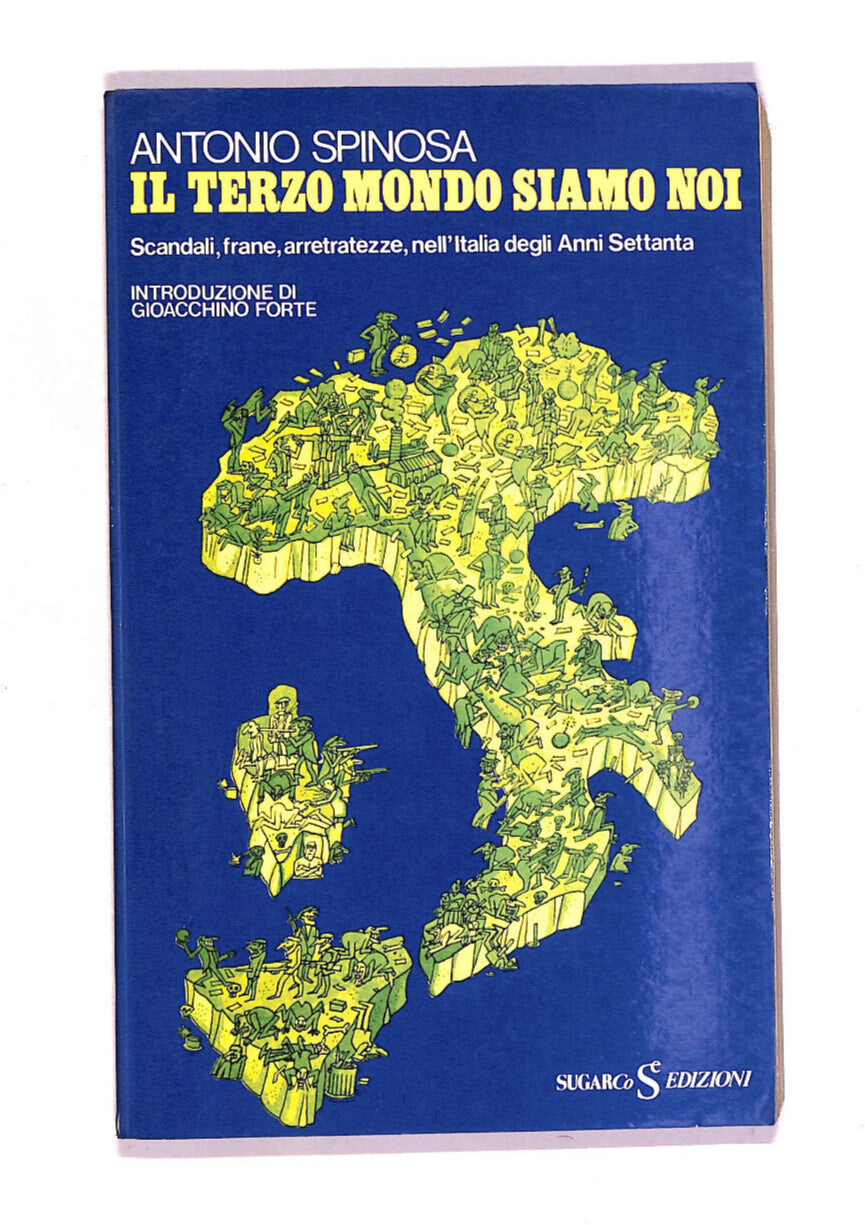 ANTONIO SPINOSA
IL TERZO MONDO SIAMO NOI
Scandali, frane, arretratezze, nell'Italia degli Anni Settanta
INTRODUZIONE DI
GIOACCHINO FORTE
£
SUGARCo Se EDIZIONI